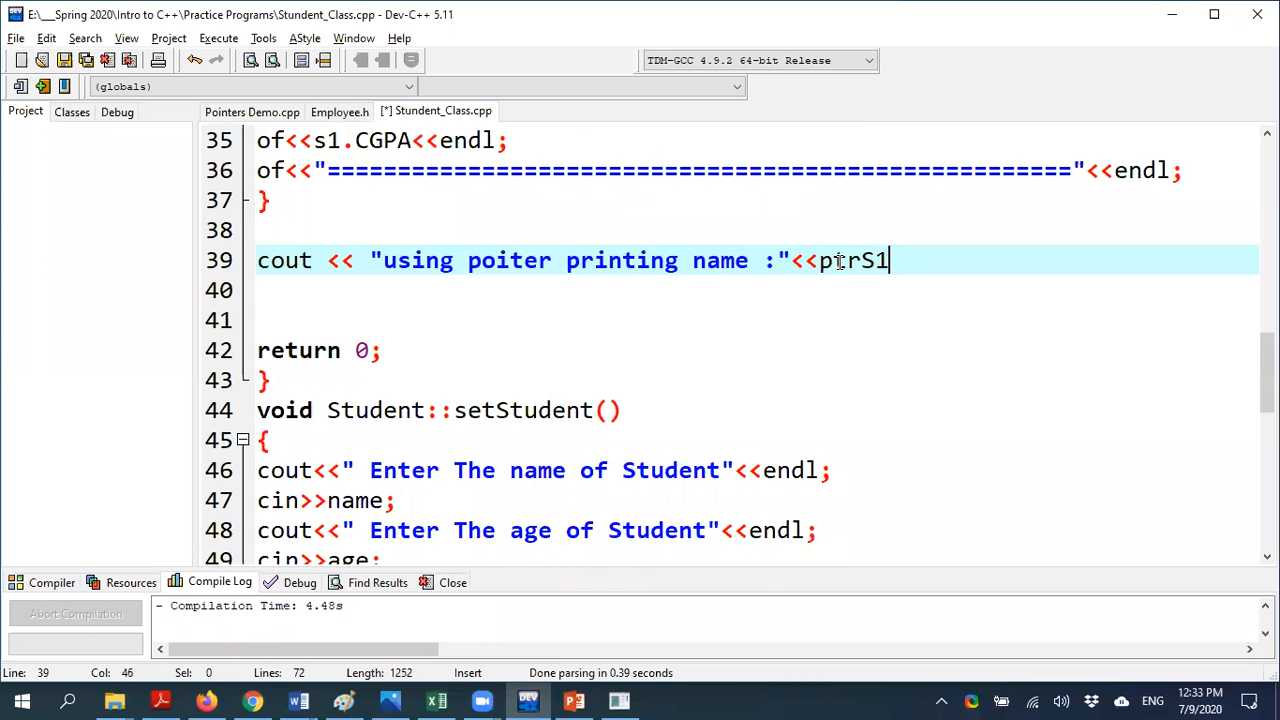 E:\___Spring 2020\Intro to C++\Practice Programs\Stundent_Class.cpp - Dev-C++ 5.11
File Edit Search View Project Execute Tools AStyle Window Help
TDM-GCC 4.9.2 64-bit Release
(globals)
Project Classes Debug Pointers Demo.cpp Employee.h [*] Stundent_Class.cpp
35 of<<s1.CGPA<<endl;
36 of<<"====================================================="<<endl;
37 }
38
39 cout << "using poiter printing name :"<<ptrS1
40
41
42 return 0;
43 }
44 void Student::setStudent()
45 {
46 cout<<" Enter The name of Student"<<endl;
47 cin>>name;
48 cout<<" Enter The age of Student"<<endl;
49 cin>>age;
Compiler Resources Compile Log Debug Find Results Close
Abort Compilation
- Compilation Time: 4.48s
Line: 39 Col: 46 Sel: 0 Lines: 72 Length: 1252 Insert Done parsing in 0.39 seconds
ENG 12:33 PM
7/9/2020